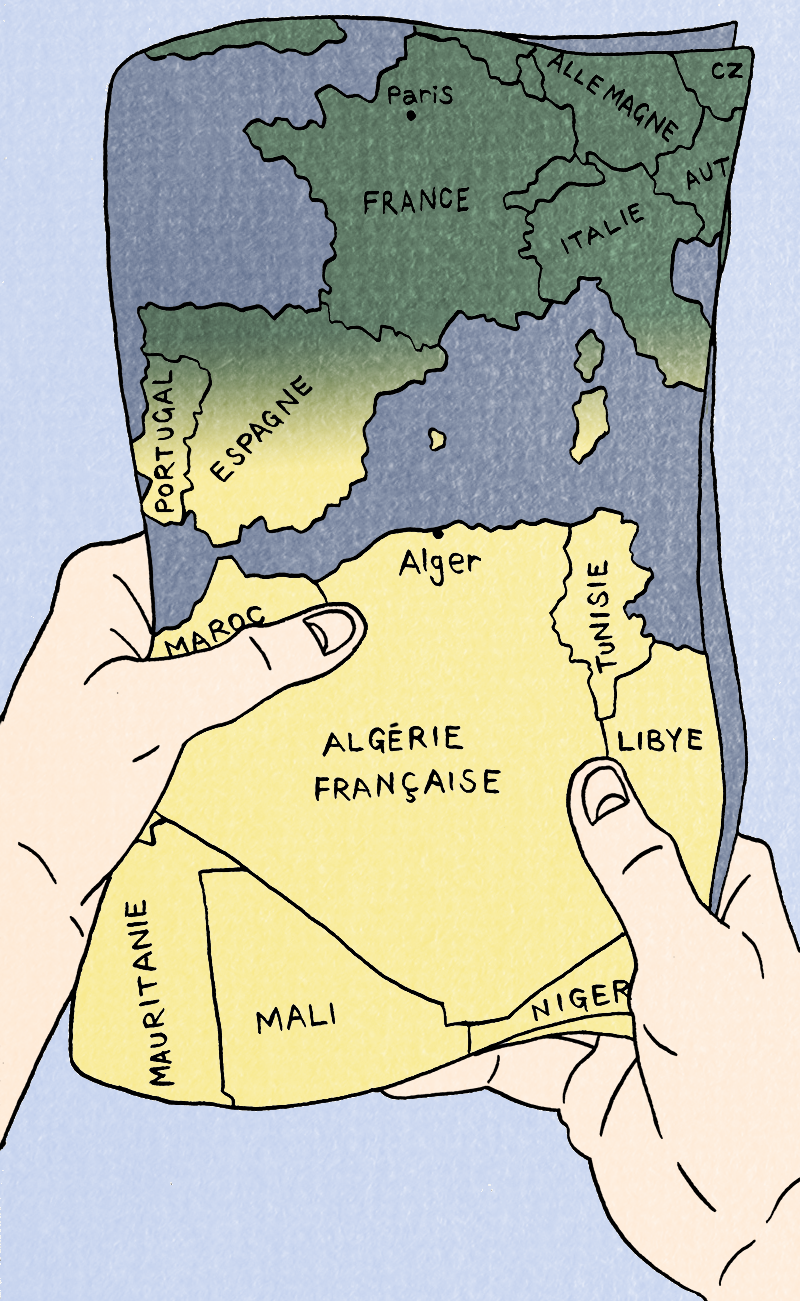 CZ
ALLEMAGNE
Paris
AUT
FRANCE
ITALIE
PORTUGAL
ESPAGNE
Alger
TUNISIE
MAROC
ALGÉRIE
FRANÇAISE
LIBYE
MAURITANIE
MALI
NIGER